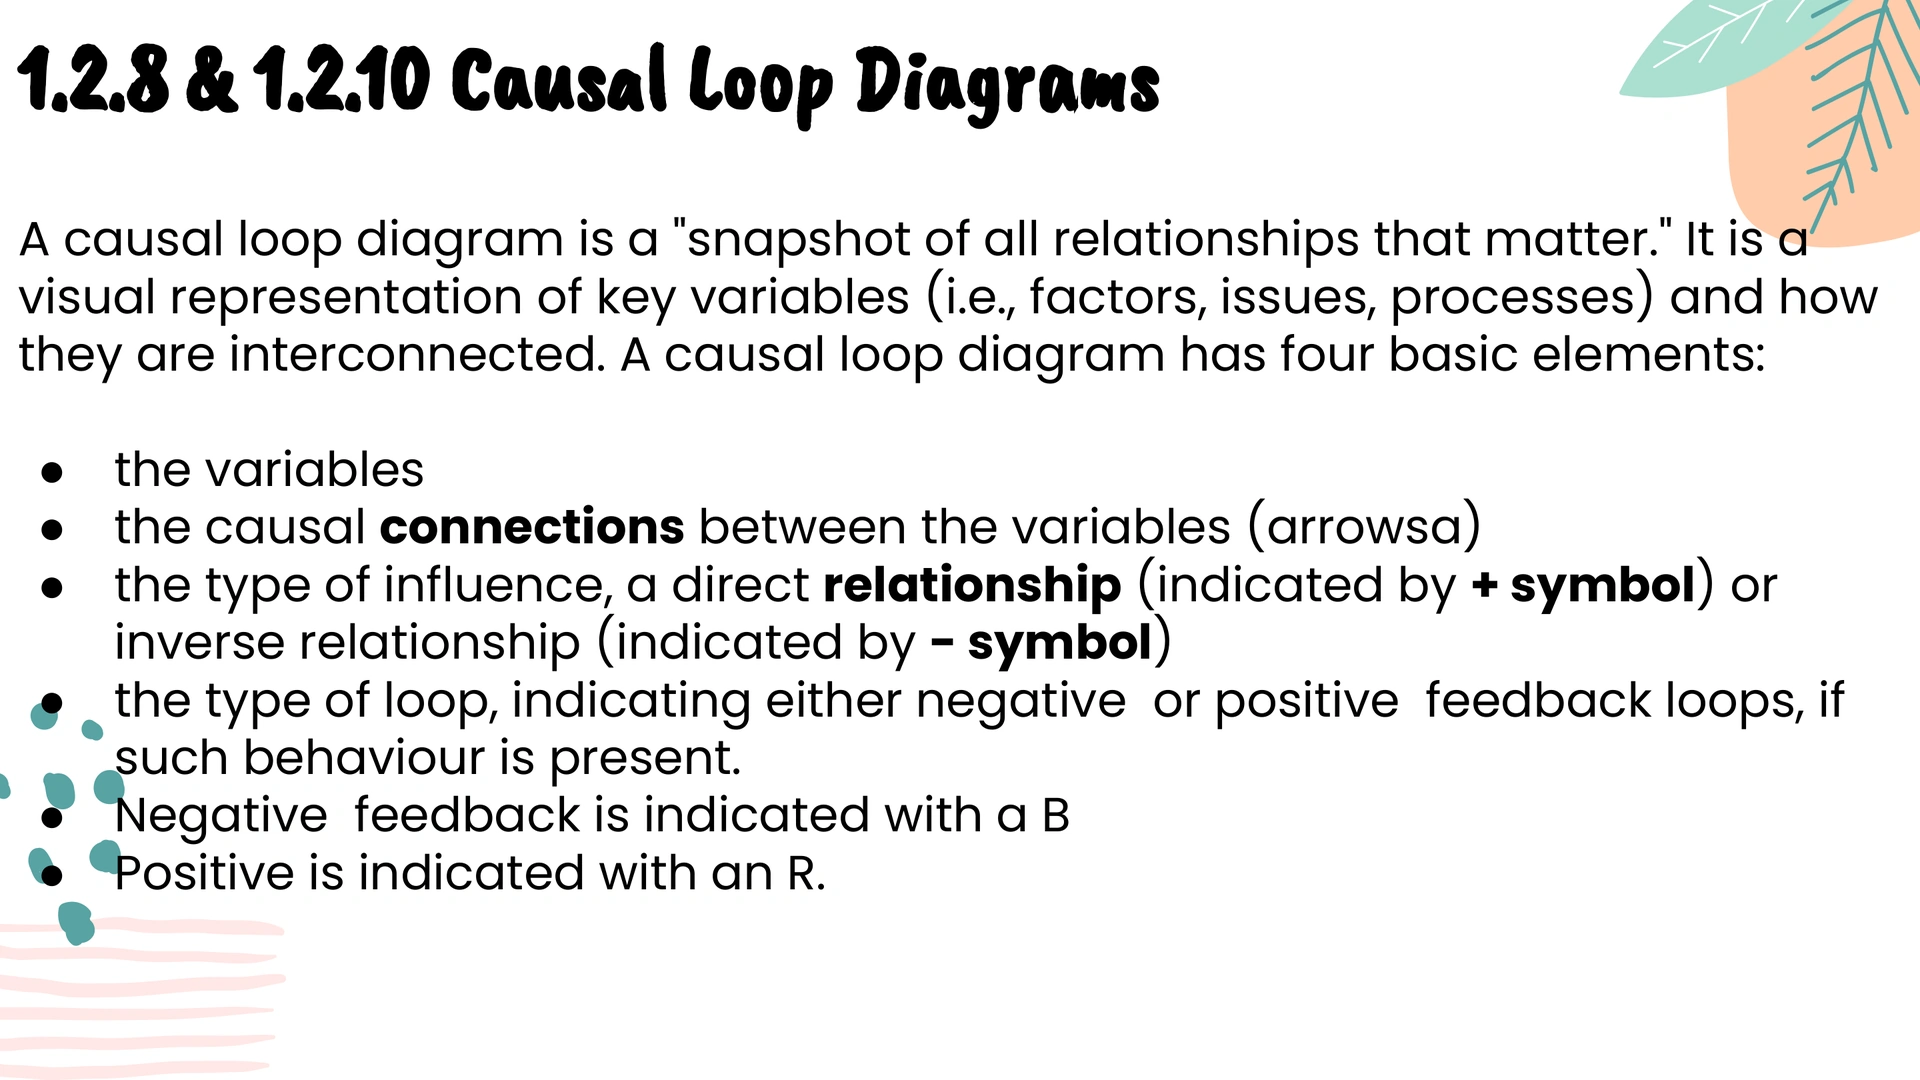 1.2.8 & 1.2.10 Causal Loop Diagrams
A causal loop diagram is a "snapshot of all relationships that matter." It is a
visual representation of key variables (i.e., factors, issues, processes) and how
they are interconnected. A causal loop diagram has four basic elements:
● the variables
● the causal connections between the variables (arrowsa)
● the type of influence, a direct relationship (indicated by + symbol) or
inverse relationship (indicated by - symbol)
● the type of loop, indicating either negative  or positive  feedback loops, if
such behaviour is present.
● Negative  feedback is indicated with a B
● Positive is indicated with an R.